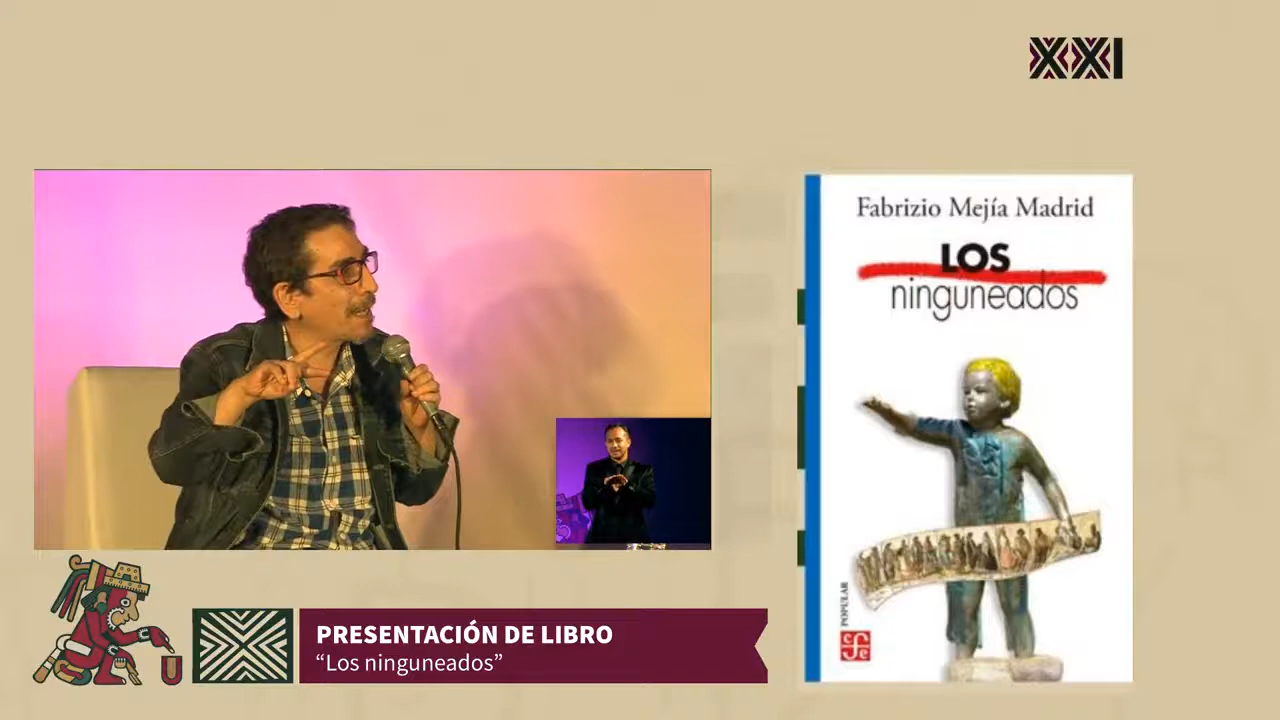 XXI
Fabrizio Mejía Madrid
LOS
ninguneados
POPULAR
PRESENTACIÓN DE LIBRO
“Los ninguneados”